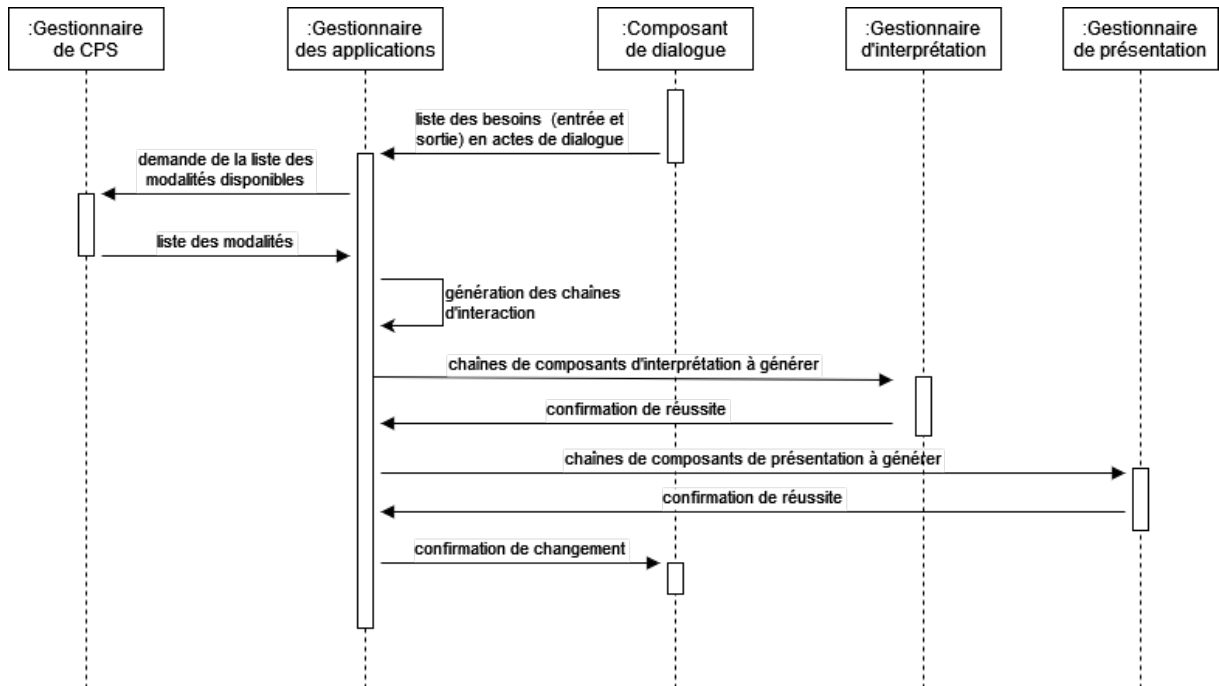 :Gestionnaire
de CPS
:Gestionnaire
des applications
:Composant
de dialogue
:Gestionnaire
d'interprétation
:Gestionnaire
de présentation
liste des besoins (entrée et
sortie) en actes de dialogue
demande de la liste des
modalités disponibles
liste des modalités
génération des chaînes
d'interaction
chaînes de composants d'interprétation à générer
confirmation de réussite
chaînes de composants de présentation à générer
confirmation de réussite
confirmation de changement